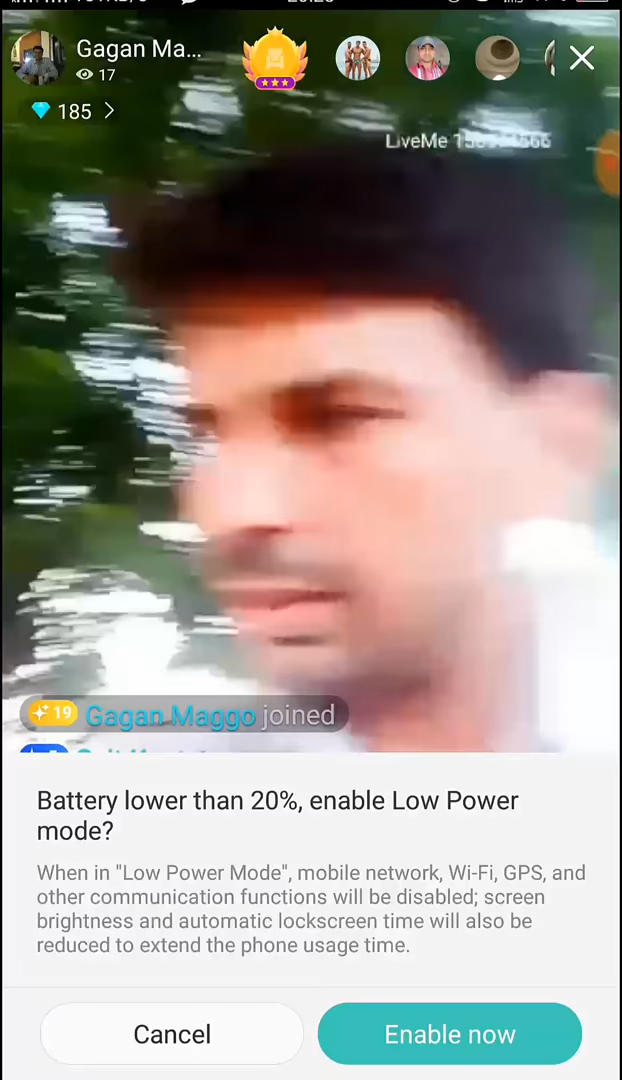 Gagan Ma...
17
185
LiveMe
19 Gagan Maggo joined
Battery lower than 20%, enable Low Power
mode?
When in "Low Power Mode", mobile network, Wi-Fi, GPS, and
other communication functions will be disabled; screen
brightness and automatic lockscreen time will also be
reduced to extend the phone usage time.
Cancel
Enable now